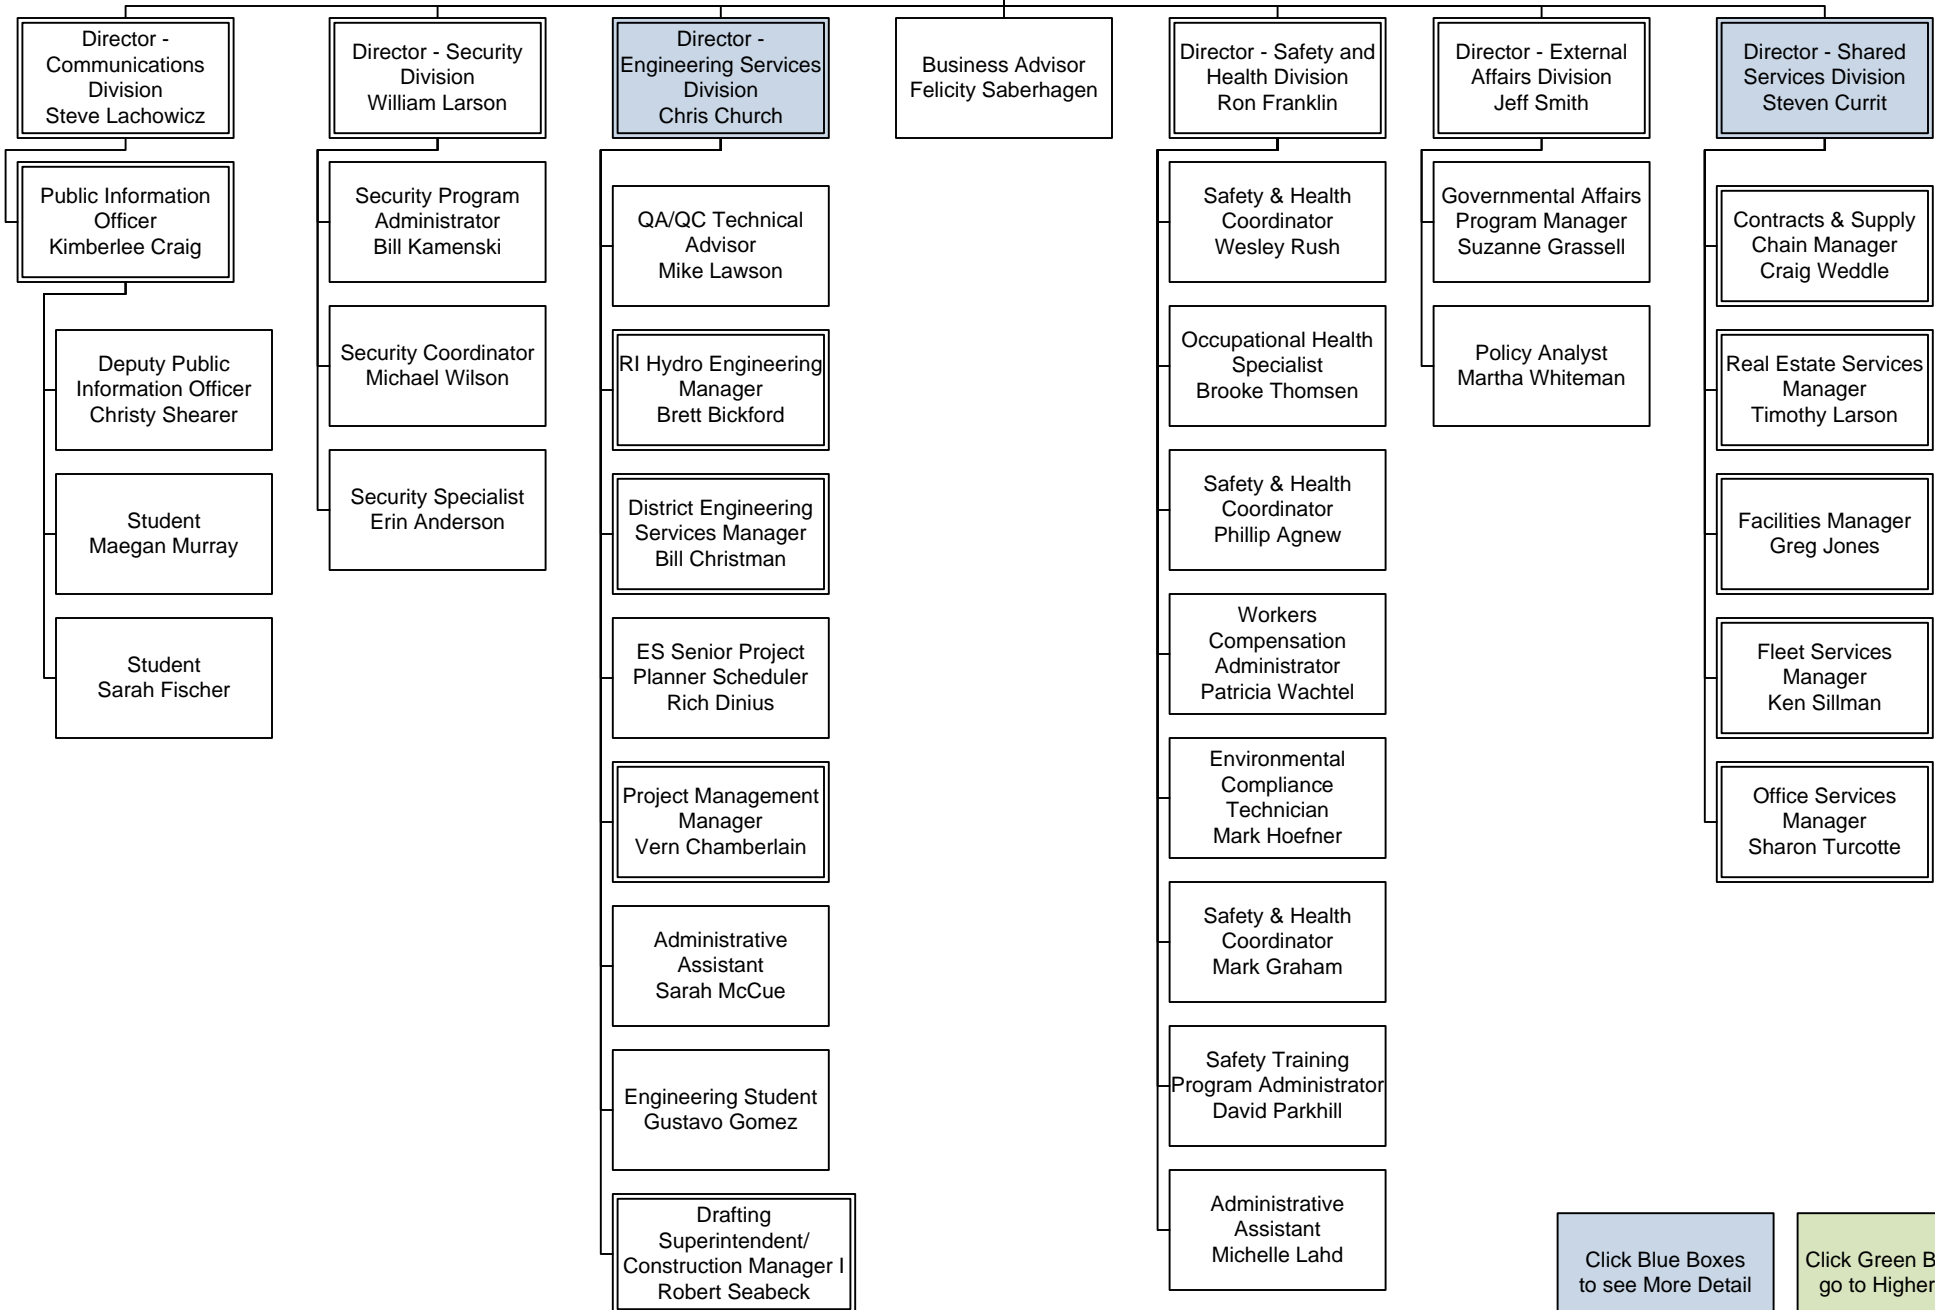 Director -
Communications
Division
Steve Lachowicz
Public Information
Officer
Kimberlee Craig
Deputy Public
Information Officer
Christy Shearer
Student
Maegan Murray
Student
Sarah Fischer
Director - Security
Division
William Larson
Security Program
Administrator
Bill Kamenski
Security Coordinator
Michael Wilson
Security Specialist
Erin Anderson
Director -
Engineering Services
Division
Chris Church
QA/QC Technical
Advisor
Mike Lawson
RI Hydro Engineering
Manager
Brett Bickford
District Engineering
Services Manager
Bill Christman
ES Senior Project
Planner Scheduler
Rich Dinius
Project Management
Manager
Vern Chamberlain
Administrative
Assistant
Sarah McCue
Engineering Student
Gustavo Gomez
Drafting
Superintendent/
Construction Manager I
Robert Seabeck
Business Advisor
Felicity Saberhagen
Director - Safety and
Health Division
Ron Franklin
Safety & Health
Coordinator
Wesley Rush
Occupational Health
Specialist
Brooke Thomsen
Safety & Health
Coordinator
Phillip Agnew
Workers
Compensation
Administrator
Patricia Wachtel
Environmental
Compliance
Technician
Mark Hoefner
Safety & Health
Coordinator
Mark Graham
Safety Training
Program Administrator
David Parkhill
Administrative
Assistant
Michelle Lahd
Director - External
Affairs Division
Jeff Smith
Governmental Affairs
Program Manager
Suzanne Grassell
Policy Analyst
Martha Whiteman
Director - Shared
Services Division
Steven Currit
Contracts & Supply
Chain Manager
Craig Weddle
Real Estate Services
Manager
Timothy Larson
Facilities Manager
Greg Jones
Fleet Services
Manager
Ken Sillman
Office Services
Manager
Sharon Turcotte
Click Blue Boxes
to see More Detail
Click Green
go to Higher